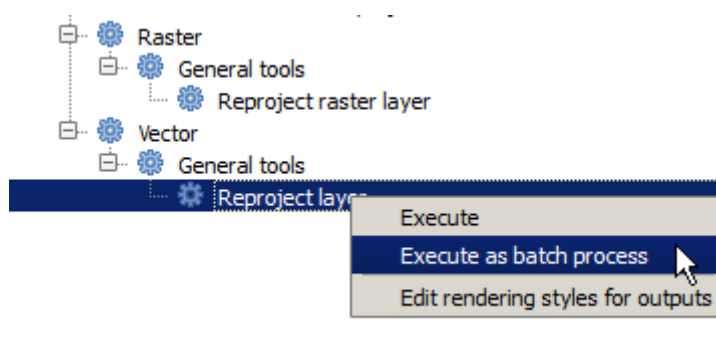 Raster
General tools
Reproject raster layer
Vector
General tools
Reproject layer
Execute
Execute as batch process
Edit rendering styles for outputs